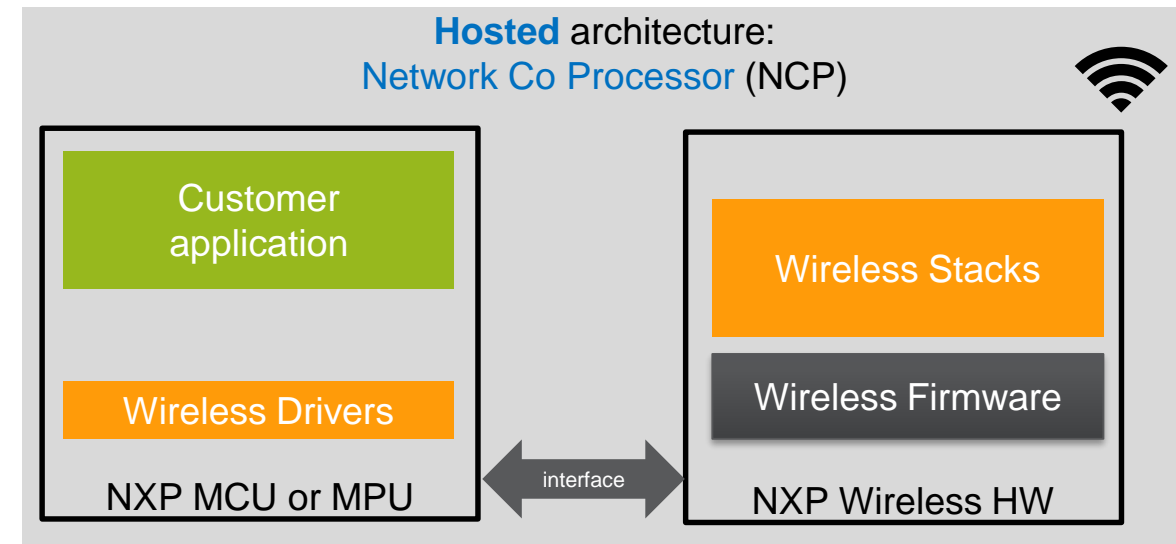 Hosted architecture:
Network Co Processor (NCP)
Customer
application
Wireless Drivers
NXP MCU or MPU
interface
Wireless Stacks
Wireless Firmware
NXP Wireless HW